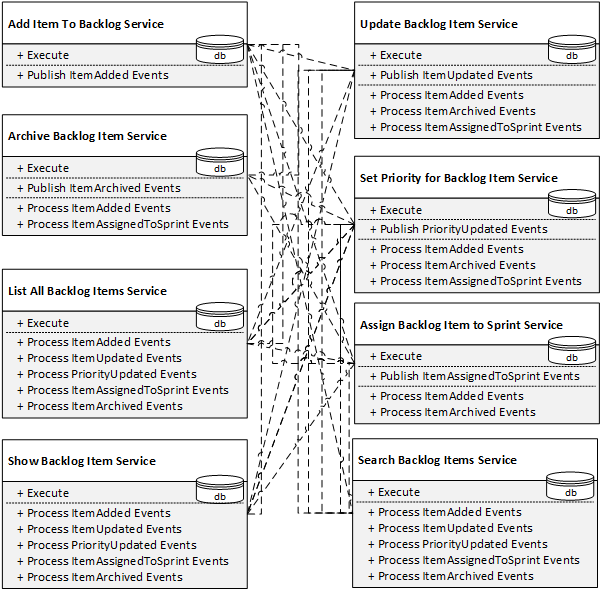 Add Item To Backlog Service
db
+ Execute
+ Publish ItemAdded Events
Archive Backlog Item Service
db
+ Execute
+ Publish ItemArchived Events
+ Process ItemAdded Events
+ Process ItemAssignedToSprint Events
List All Backlog Items Service
db
+ Execute
+ Process ItemAdded Events
+ Process ItemUpdated Events
+ Process PriorityUpdated Events
+ Process ItemAssignedToSprint Events
+ Process ItemArchived Events
Show Backlog Item Service
db
+ Execute
+ Process ItemAdded Events
+ Process ItemUpdated Events
+ Process PriorityUpdated Events
+ Process ItemAssignedToSprint Events
+ Process ItemArchived Events
Update Backlog Item Service
db
+ Execute
+ Publish ItemUpdated Events
+ Process ItemAdded Events
+ Process ItemArchived Events
+ Process ItemAssignedToSprint Events
Set Priority for Backlog Item Service
db
+ Execute
+ Publish PriorityUpdated Events
+ Process ItemAdded Events
+ Process ItemArchived Events
+ Process ItemAssignedToSprint Events
Assign Backlog Item to Sprint Service
db
+ Execute
+ Publish ItemAssignedToSprint Events
+ Process ItemAdded Events
+ Process ItemArchived Events
Search Backlog Items Service
db
+ Execute
+ Process ItemAdded Events
+ Process ItemUpdated Events
+ Process PriorityUpdated Events
+ Process ItemAssignedToSprint Events
+ Process ItemArchived Events